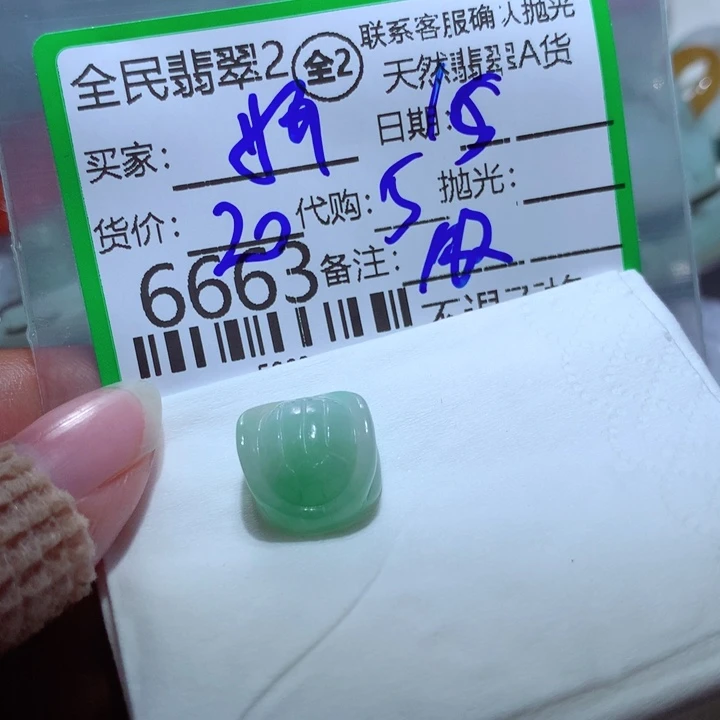 全民翡翠2 全2 联系客服确认抛光
天然翡翠A货
买家: 日期: 15
货价: 20 代购: 5 抛光:
6663 备注: